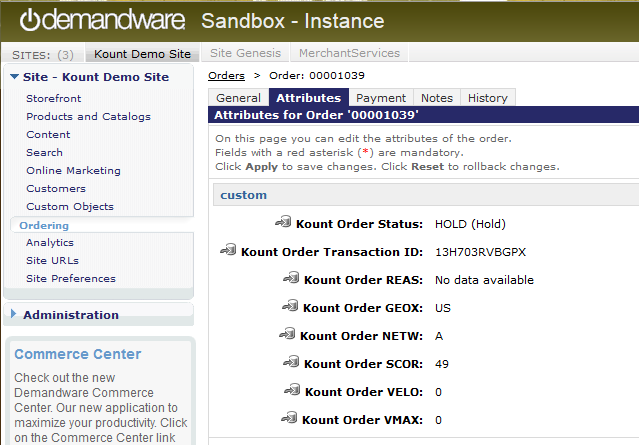 demandware Sandbox - Instance
SITES: (3) Kount Demo Site Site Genesis MerchantServices
Site - Kount Demo Site
Storefront
Products and Catalogs
Content
Search
Online Marketing
Customers
Custom Objects
Ordering
Analytics
Site URLs
Site Preferences
Administration
Commerce Center
Check out the new
Demandware Commerce
Center. Our new application to
maximize your productivity. Click
on the Commerce Center link
Orders > Order: 00001039
General Attributes Payment Notes History
Attributes for Order '00001039'
On this page you can edit the attributes of the order.
Fields with a red asterisk (*) are mandatory.
Click Apply to save changes. Click Reset to rollback changes.
custom
Kount Order Status: HOLD (Hold)
Kount Order Transaction ID: 13H703RVBGPX
Kount Order REAS: No data available
Kount Order GEOX: US
Kount Order NETW: A
Kount Order SCOR: 49
Kount Order VELO: 0
Kount Order VMAX: 0